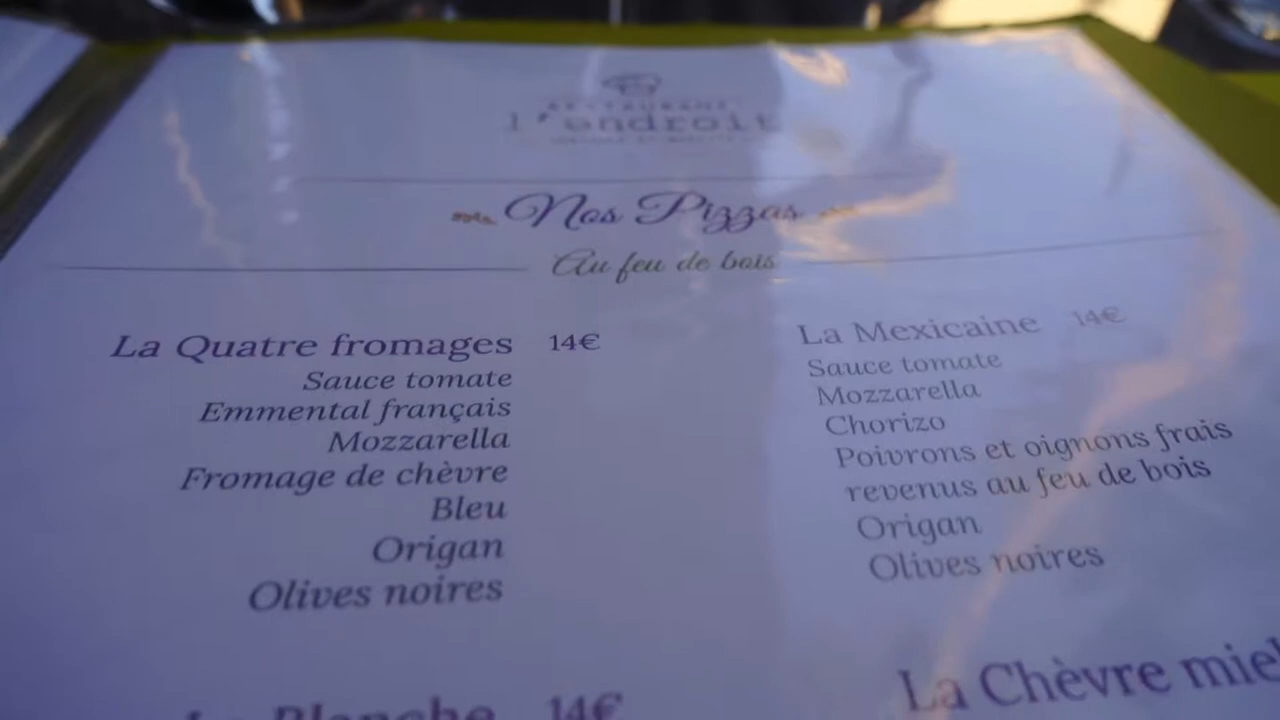 RESTAURANT
l'endroit
Nos Pizzas
Au feu de bois
La Quatre fromages 14€
Sauce tomate
Emmental français
Mozzarella
Fromage de chèvre
Bleu
Origan
Olives noires
La Mexicaine 14€
Sauce tomate
Mozzarella
Chorizo
Poivrons et oignons frais
revenus au feu de bois
Origan
Olives noires
La Blanche 14€
La Chèvre miel